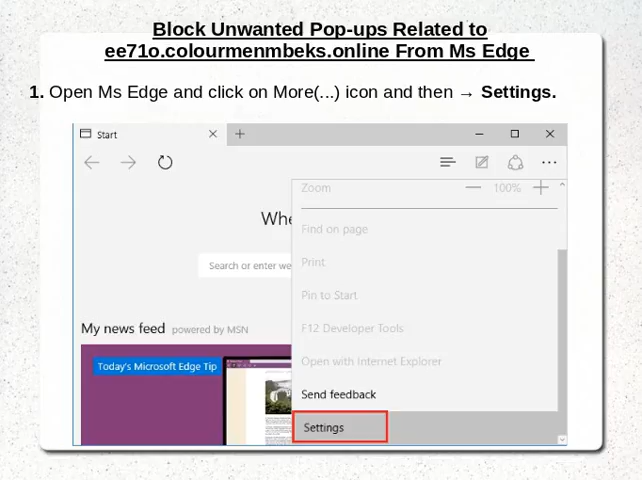 Block Unwanted Pop-ups Related to
ee71o.colourmenmbeks.online From Ms Edge
1. Open Ms Edge and click on More(...) icon and then → Settings.
Start
Zoom 100%
Whe
Find on page
Search or enter we
Print
Pin to Start
My news feed powered by MSN
F12 Developer Tools
Today's Microsoft Edge Tip
Open with Internet Explorer
Send feedback
Settings